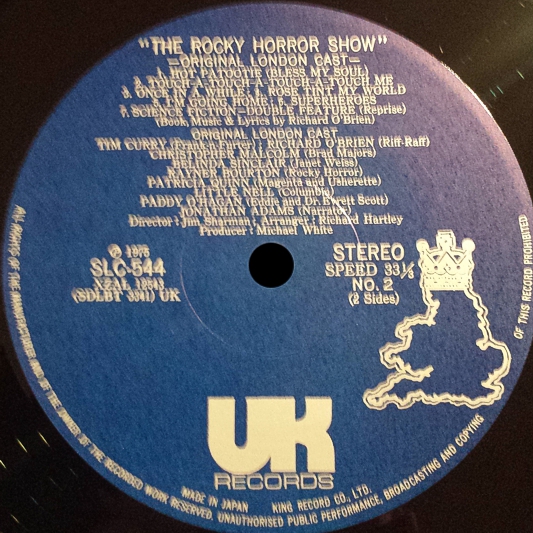 "THE ROCKY HORROR SHOW"
—ORIGINAL LONDON CAST—
1. HOT PATOOTIE (BLESS MY SOUL)
2. TOUCH-A-TOUCH-A-TOUCH-A-TOUCH ME
3. ONCE IN A WHILE; 4. ROSE TINT MY WORLD
5. I'M GOING HOME; 6. SUPERHEROES
7. SCIENCE FICTION-DOUBLE FEATURE (Reprise)
(Book, Music & Lyrics by Richard O'Brien)
ORIGINAL LONDON CAST
TIM CURRY (Frank-n-Furter); RICHARD O'BRIEN (Riff-Raff)
CHRISTOPHER MALCOLM (Brad Majors)
BELINDA SINCLAIR (Janet Weiss)
RAYNER BOURTON (Rocky Horror)
PATRICIA QUINN (Magenta and Usherette)
LITTLE NELL (Columbia)
PADDY O'HAGAN (Eddie and Dr. Everett Scott)
JONATHAN ADAMS (Narrator)
Director: Jim Sharman; Arranger: Richard Hartley
Producer: Michael White
Ⓟ 1975
SLC-544
XZAL 12543
(SDLBT 3341) UK
STEREO
SPEED 33⅓
NO. 2
(2 Sides)
UK
RECORDS
MADE IN JAPAN KING RECORD CO., LTD.
ALL RIGHTS OF THE MANUFACTURER AND OF THE OWNER OF THE RECORDED WORK RESERVED. UNAUTHORISED PUBLIC PERFORMANCE, BROADCASTING AND COPYING OF THIS RECORD PROHIBITED